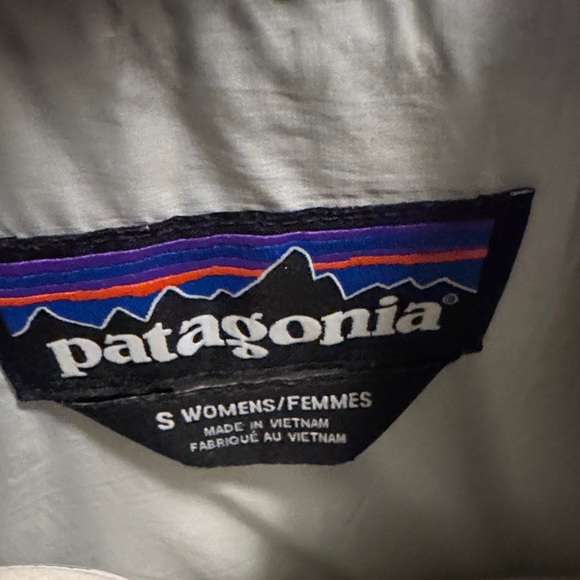 patagonia®
S WOMENS/FEMMES
MADE IN VIETNAM
FABRIQUÉ AU VIETNAM